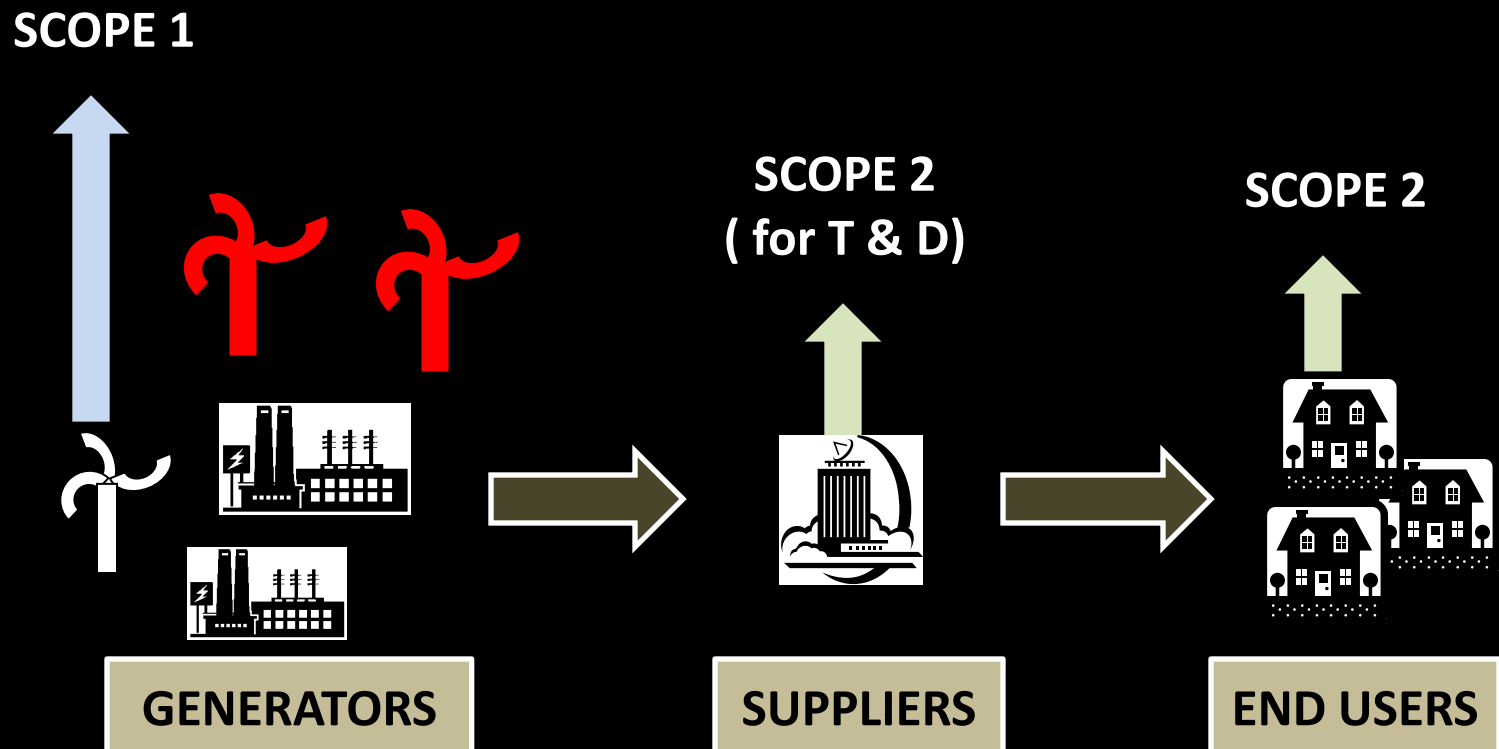 SCOPE 1
SCOPE 2
( for T & D)
SCOPE 2
GENERATORS
SUPPLIERS
END USERS